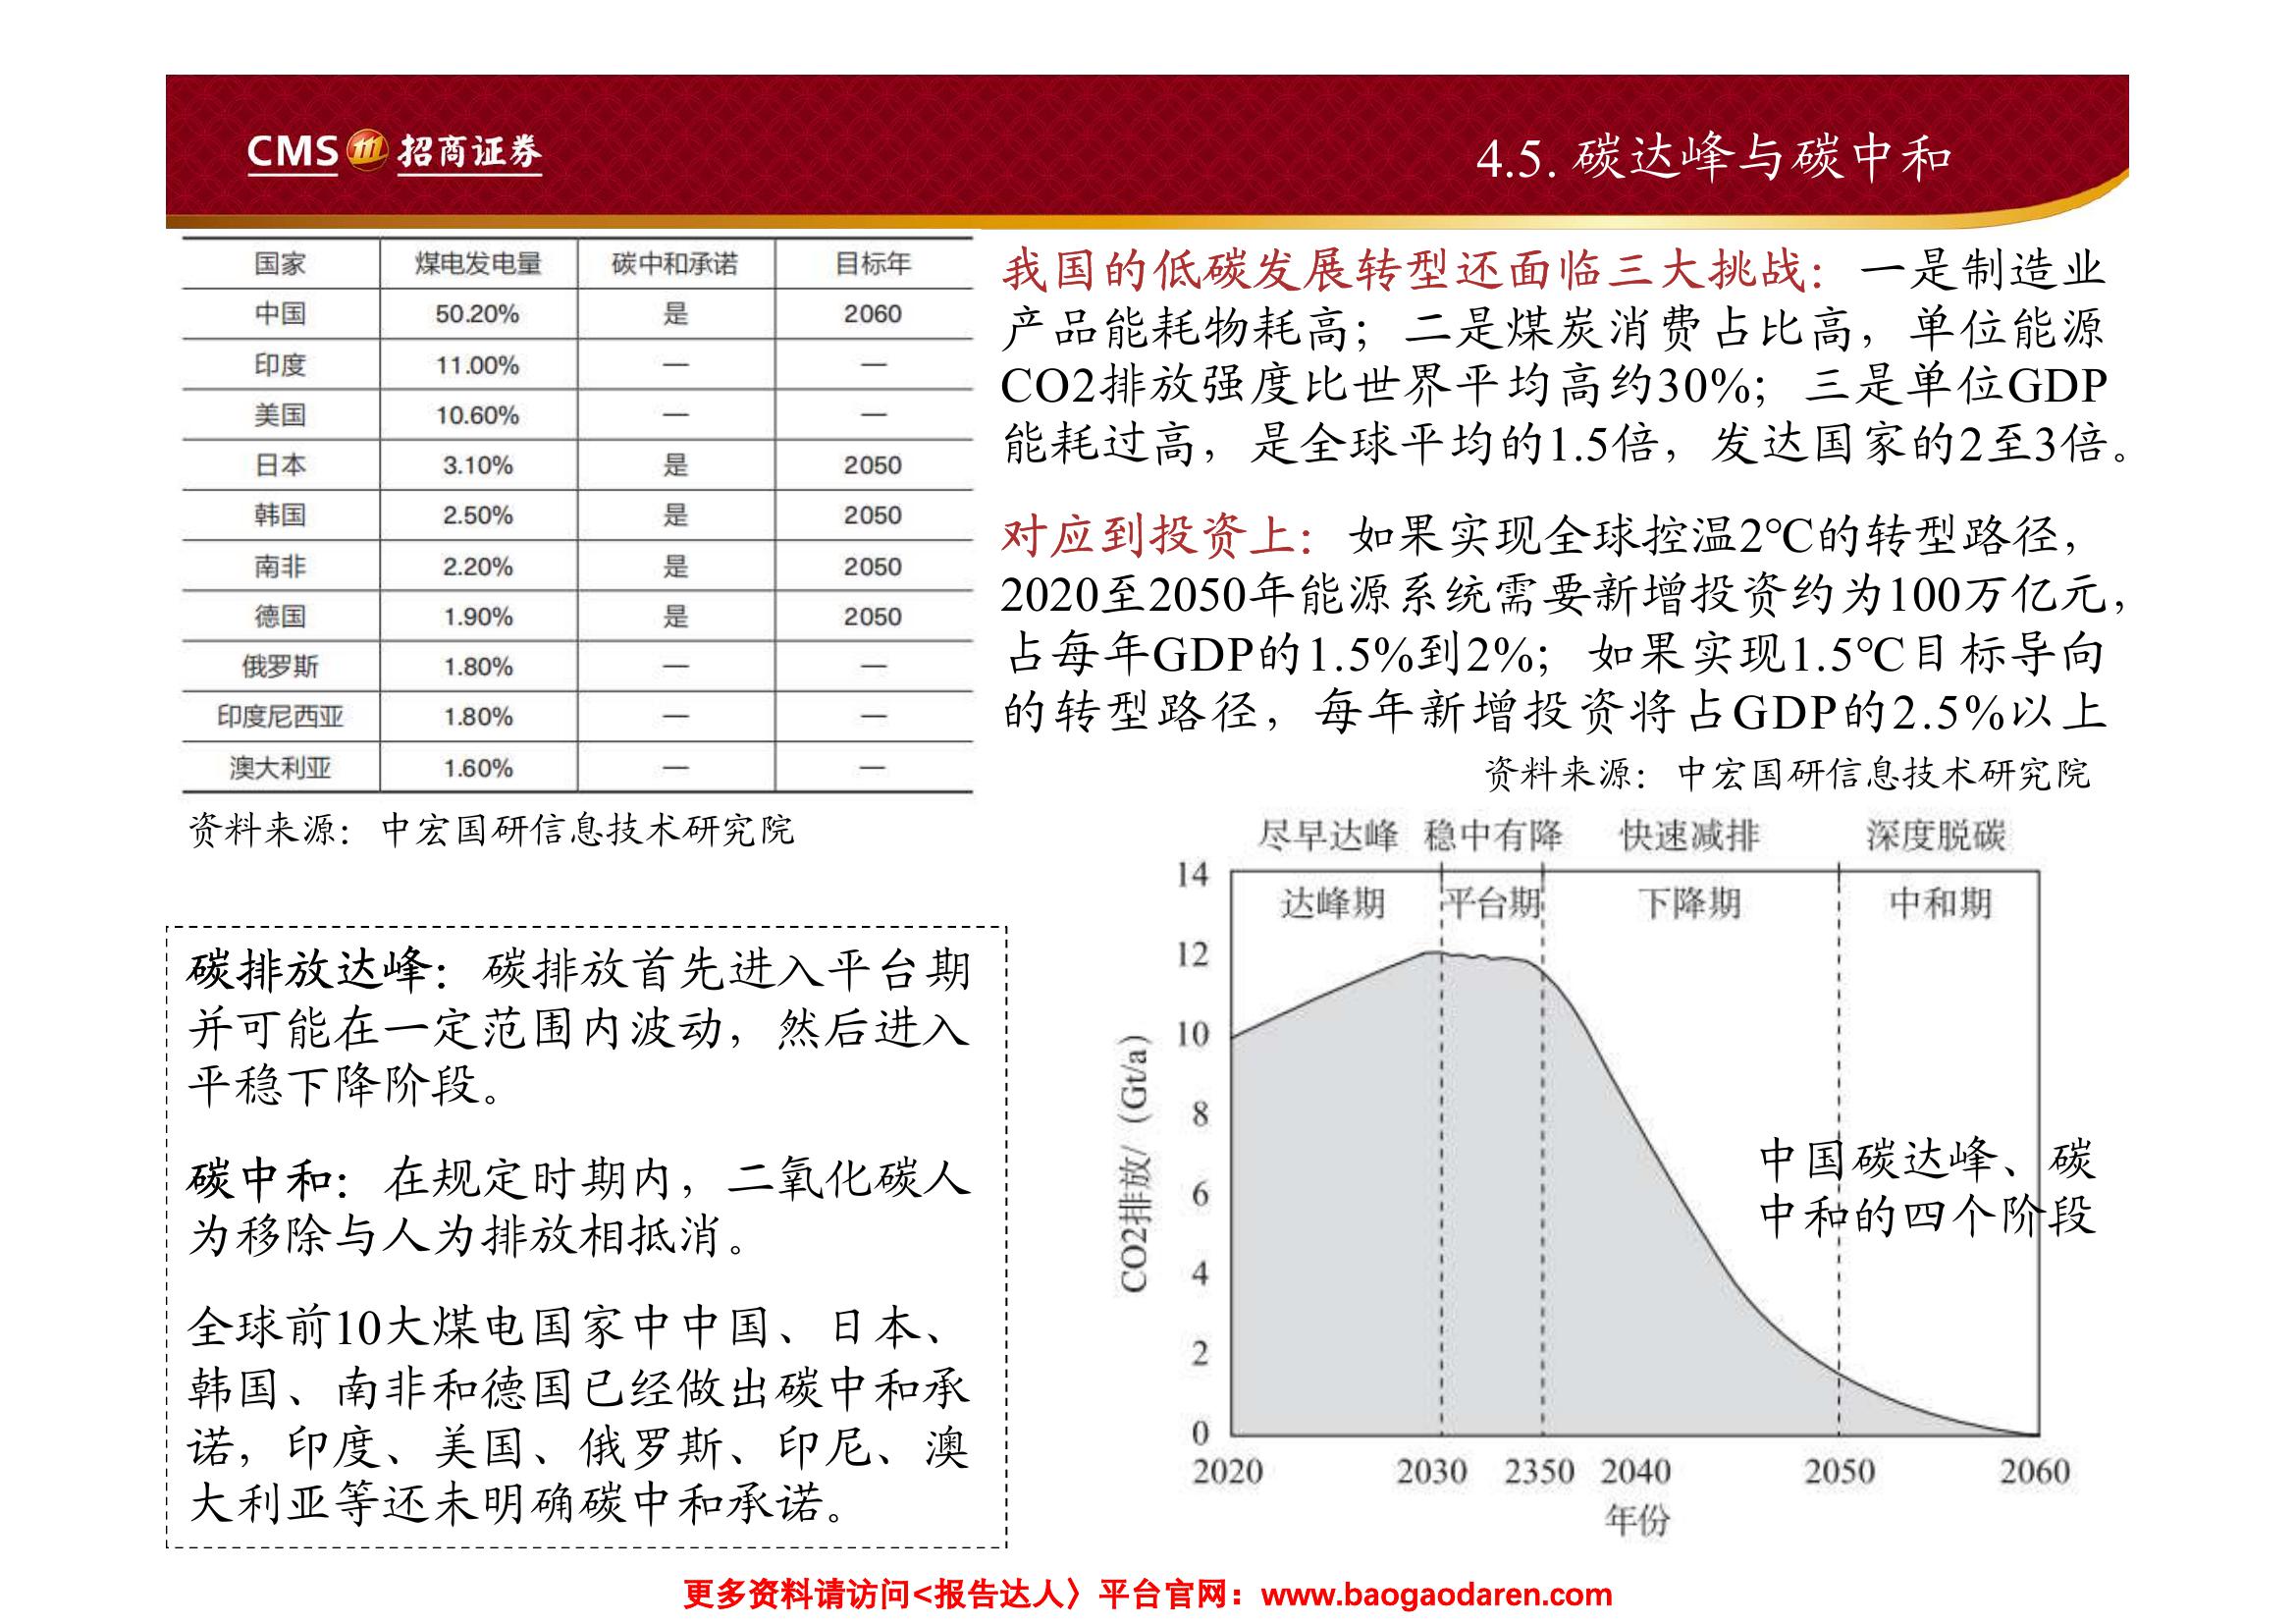 CMS 招商证券
4.5. 碳达峰与碳中和
国家 煤电发电量 碳中和承诺 目标年
中国 50.20% 是 2060
印度 11.00% — —
美国 10.60% — —
日本 3.10% 是 2050
韩国 2.50% 是 2050
南非 2.20% 是 2050
德国 1.90% 是 2050
俄罗斯 1.80% — —
印度尼西亚 1.80% — —
澳大利亚 1.60% — —
资料来源：中宏国研信息技术研究院
碳排放达峰：碳排放首先进入平台期
并可能在一定范围内波动，然后进入
平稳下降阶段。
碳中和：在规定时期内，二氧化碳人
为移除与人为排放相抵消。
全球前10大煤电国家中中国、日本、
韩国、南非和德国已经做出碳中和承
诺，印度、美国、俄罗斯、印尼、澳
大利亚等还未明确碳中和承诺。
我国的低碳发展转型还面临三大挑战：一是制造业
产品能耗物耗高；二是煤炭消费占比高，单位能源
CO2排放强度比世界平均高约30%；三是单位GDP
能耗过高，是全球平均的1.5倍，发达国家的2至3倍。
对应到投资上：如果实现全球控温2℃的转型路径，
2020至2050年能源系统需要新增投资约为100万亿元，
占每年GDP的1.5%到2%；如果实现1.5℃目标导向
的转型路径，每年新增投资将占GDP的2.5%以上
资料来源：中宏国研信息技术研究院
尽早达峰 稳中有降 快速减排 深度脱碳
达峰期 平台期 下降期 中和期
14
12
10
8
6
4
2
0
CO2排放/（Gt/a）
中国碳达峰、碳
中和的四个阶段
2020 2030 2350 2040 2050 2060
年份
更多资料请访问<报告达人〉平台官网：www.baogaodaren.com